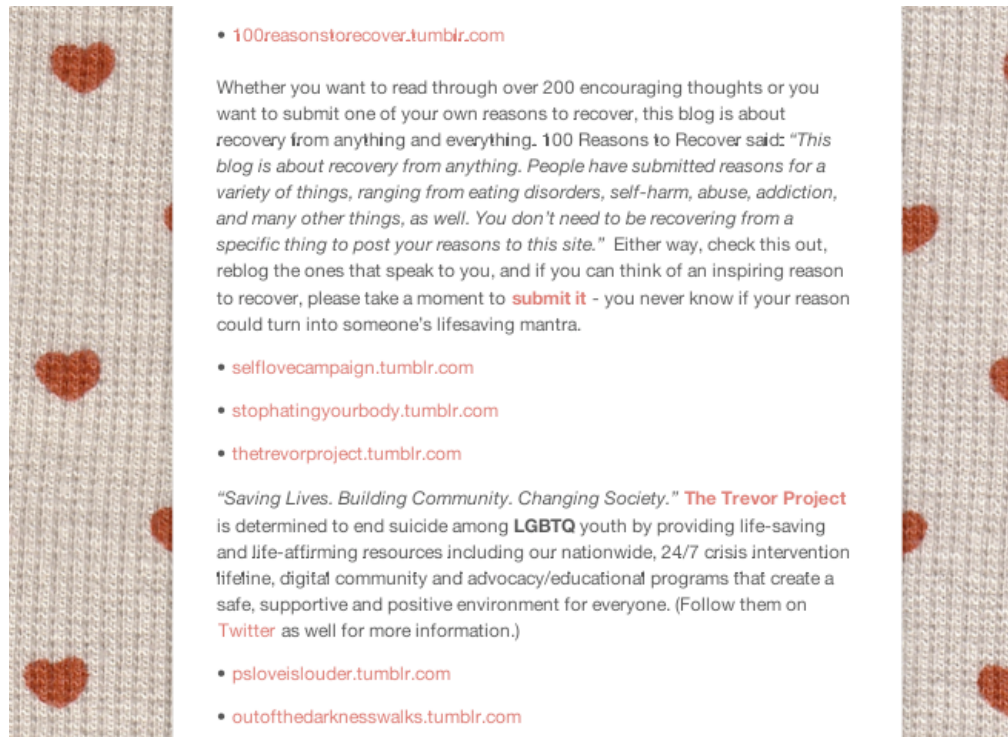 • 100reasonstorecover.tumblr.com
Whether you want to read through over 200 encouraging thoughts or you
want to submit one of your own reasons to recover, this blog is about
recovery from anything and everything. 100 Reasons to Recover said: “This
blog is about recovery from anything. People have submitted reasons for a
variety of things, ranging from eating disorders, self-harm, abuse, addiction,
and many other things, as well. You don’t need to be recovering from a
specific thing to post your reasons to this site.” Either way, check this out,
reblog the ones that speak to you, and if you can think of an inspiring reason
to recover, please take a moment to submit it - you never know if your reason
could turn into someone’s lifesaving mantra.
• selflovecampaign.tumblr.com
• stophatingyourbody.tumblr.com
• thetrevorproject.tumblr.com
“Saving Lives. Building Community. Changing Society.” The Trevor Project
is determined to end suicide among LGBTQ youth by providing life-saving
and life-affirming resources including our nationwide, 24/7 crisis intervention
lifeline, digital community and advocacy/educational programs that create a
safe, supportive and positive environment for everyone. (Follow them on
Twitter as well for more information.)
• psloveislouder.tumblr.com
• outofthedarknesswalks.tumblr.com